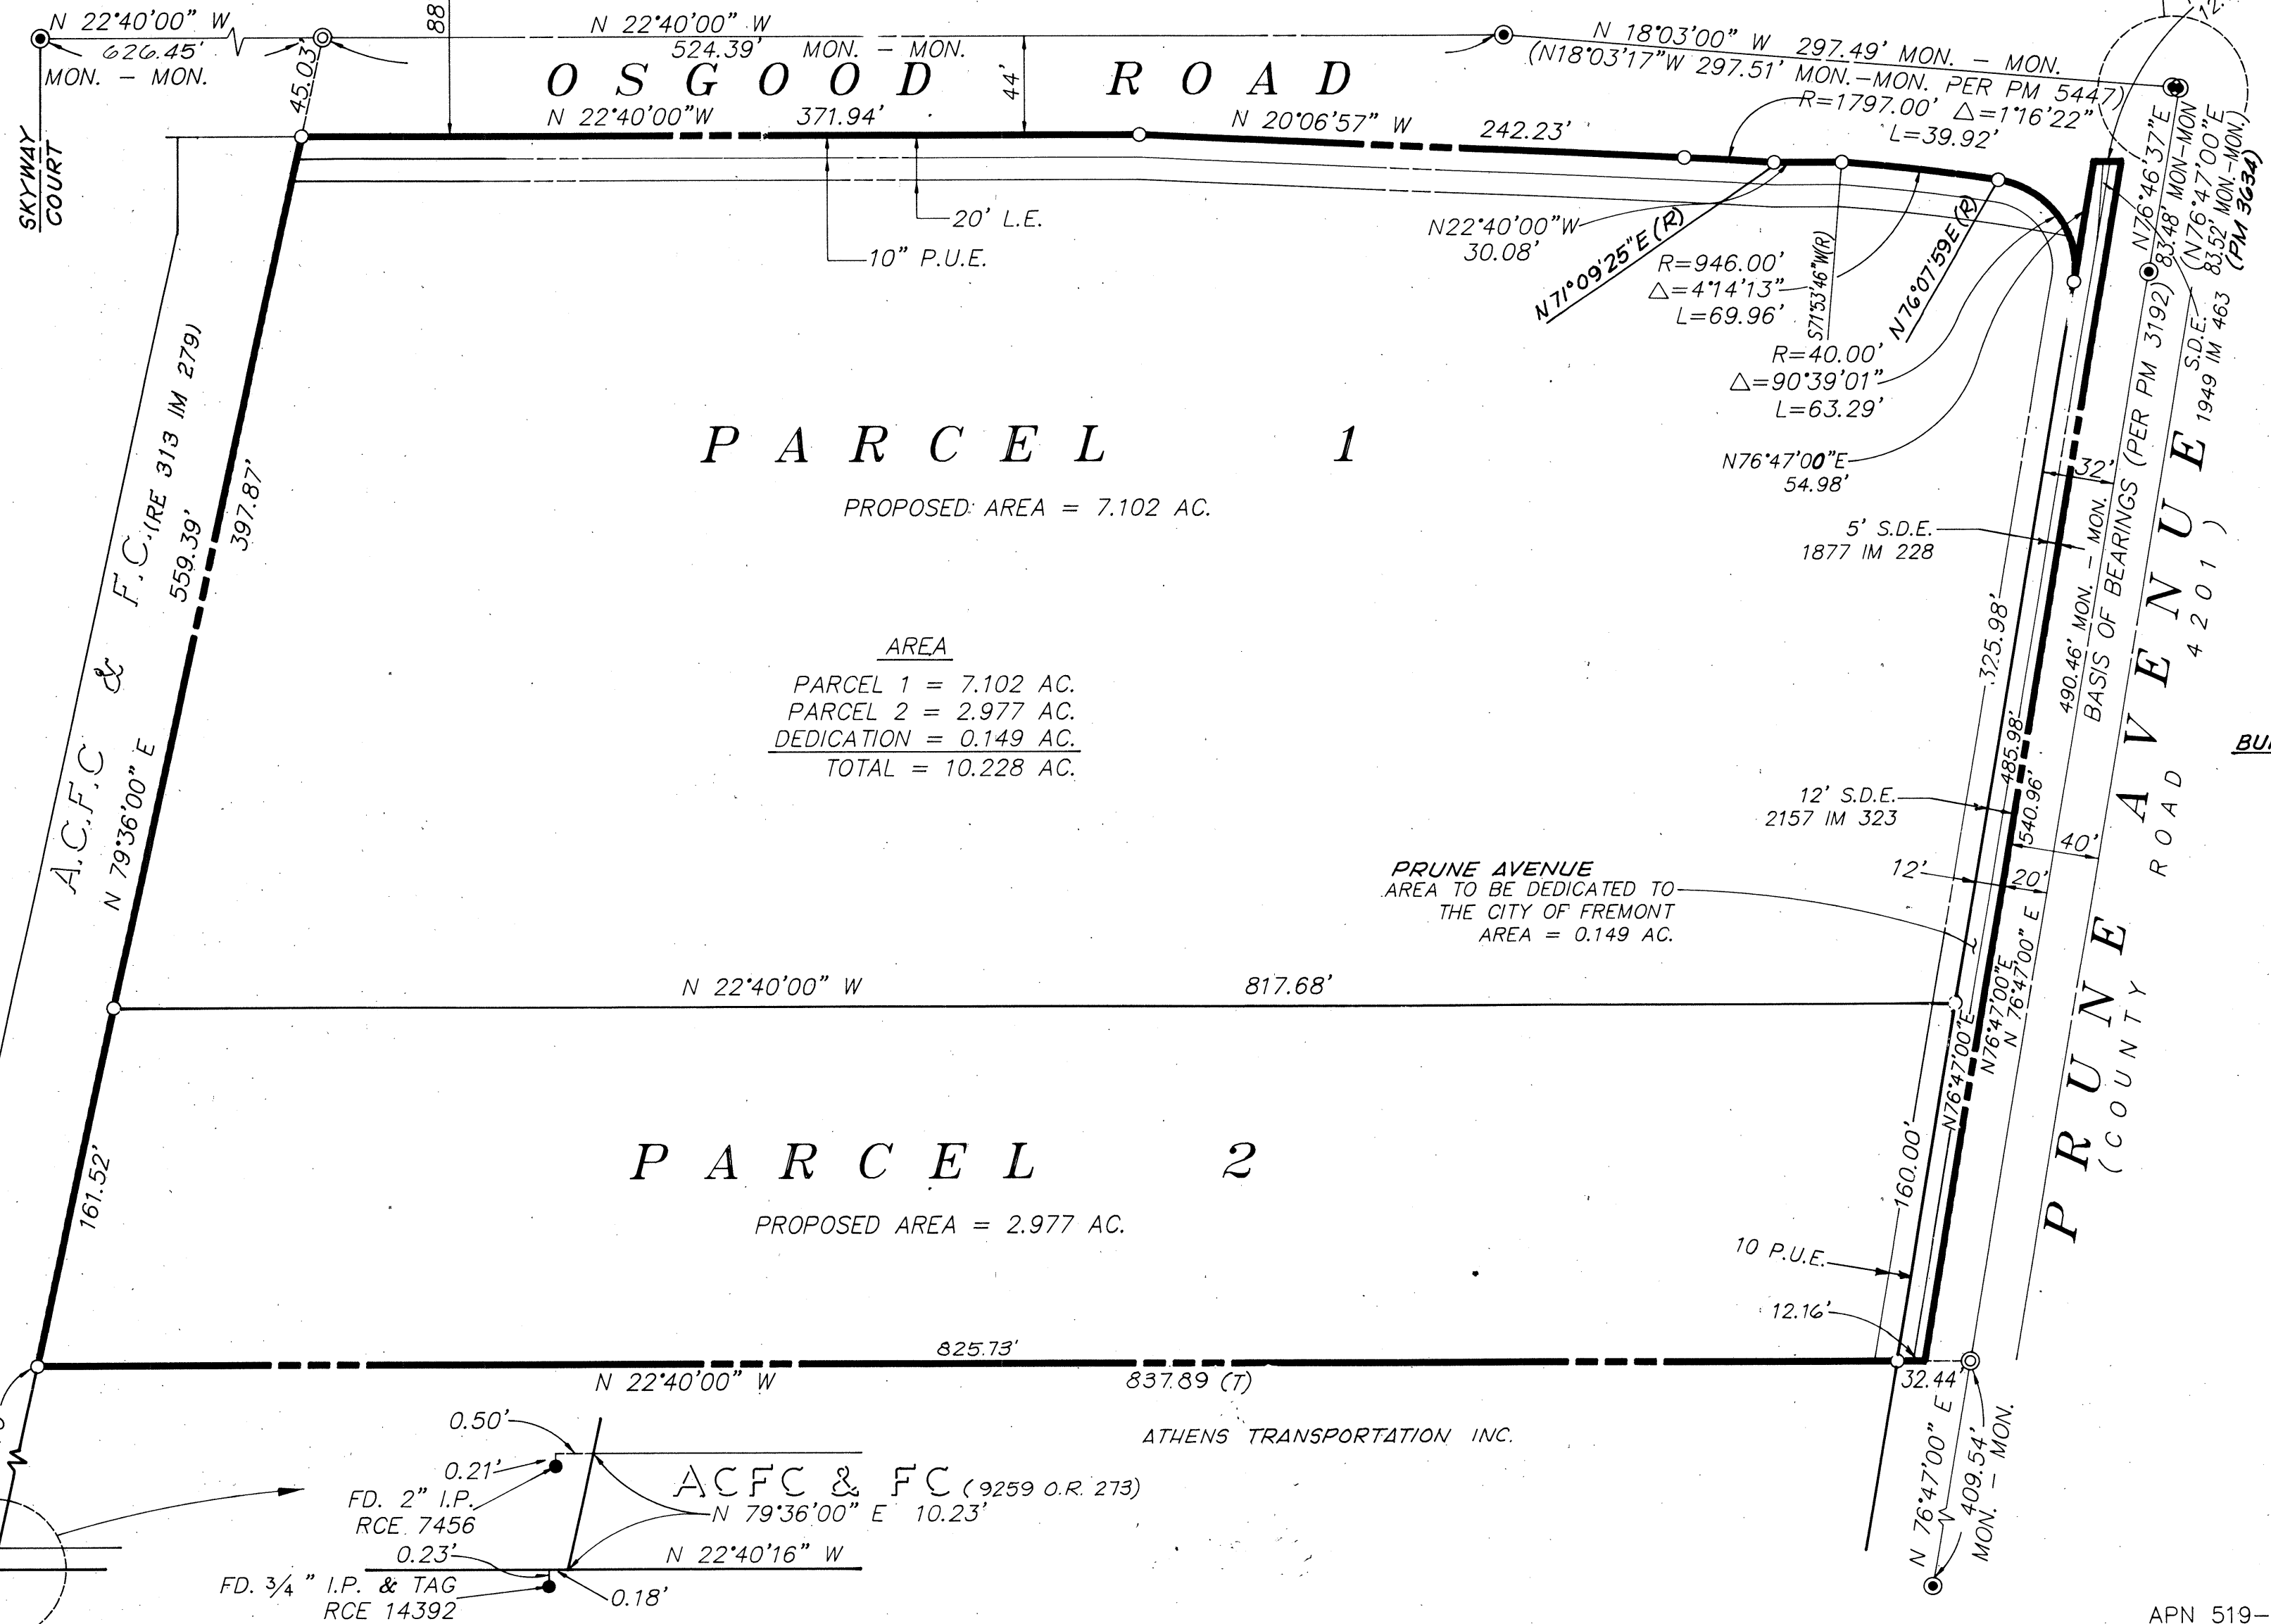 N 22°40'00" W
626.45'
MON. - MON.
SKYWAY
COURT
45.03'
88
N 22°40'00" W
524.39' MON. - MON.
OSGOOD ROAD
44'
N 22°40'00"W 371.94'
N 20°06'57" W 242.23'
N 18°03'00" W 297.49' MON. - MON.
(N18°03'17"W 297.51' MON.-MON. PER PM 5447)
R=1797.00' △=1°16'22"
L=39.92'
12.
20' L.E.
10" P.U.E.
N22°40'00"W
30.08'
N71°09'25"E (R)
R=946.00'
△=4°14'13"
L=69.96'
S71°53'46"W(R)
N76°07'59E(R)
R=40.00'
△=90°39'01"
L=63.29'
N76°47'00"E
54.98'
N76°46'37"E
83.48' MON-MON
(N76°47'00"E
83.52' MON.-MON.)
(PM 3634)
S.D.E.
1949 IM 463
A.C.F.C & F.C.(RE 313 IM 279)
N 79°36'00" E 559.39'
397.87'
PARCEL 1
PROPOSED AREA = 7.102 AC.
AREA
PARCEL 1 = 7.102 AC.
PARCEL 2 = 2.977 AC.
DEDICATION = 0.149 AC.
TOTAL = 10.228 AC.
32'
5' S.D.E.
1877 IM 228
325.98'
485.98'
540.96'
490.46' MON. - MON.
BASIS OF BEARINGS (PER PM 3192)
PRUNE AVENUE
(COUNTY ROAD 4201)
BU
12' S.D.E.
2157 IM 323
40'
12'
20'
PRUNE AVENUE
AREA TO BE DEDICATED TO
THE CITY OF FREMONT
AREA = 0.149 AC.
N 22°40'00" W 817.68'
N76°47'00"E
N76°47'00"E
N 76°47'00" E
161.52'
PARCEL 2
PROPOSED AREA = 2.977 AC.
160.00'
10 P.U.E.
12.16'
825.73'
N 22°40'00" W 837.89 (T)
32.44'
N 76°47'00" E
409.54'
MON. - MON.
ATHENS TRANSPORTATION INC.
0.50'
0.21'
FD. 2" I.P.
RCE 7456
ACFC & FC (9259 O.R. 273)
N 79°36'00" E 10.23'
0.23'
N 22°40'16" W
FD. 3/4" I.P. & TAG
RCE 14392
0.18'
APN 519-